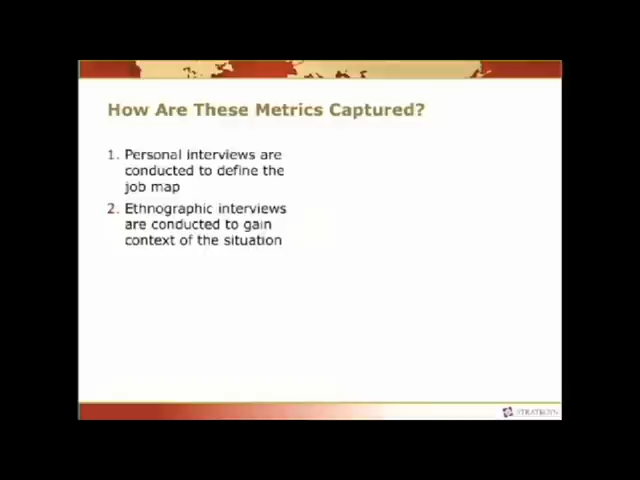 How Are These Metrics Captured?
1. Personal interviews are
conducted to define the
job map
2. Ethnographic interviews
are conducted to gain
context of the situation
STRATEGYN